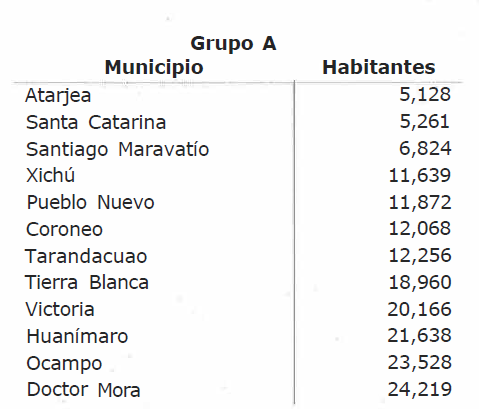 Grupo A
Municipio Habitantes
Atarjea 5,128
Santa Catarina 5,261
Santiago Maravatío 6,824
Xichú 11,639
Pueblo Nuevo 11,872
Coroneo 12,068
Tarandacuao 12,256
Tierra Blanca 18,960
Victoria 20,166
Huanímaro 21,638
Ocampo 23,528
Doctor Mora 24,219